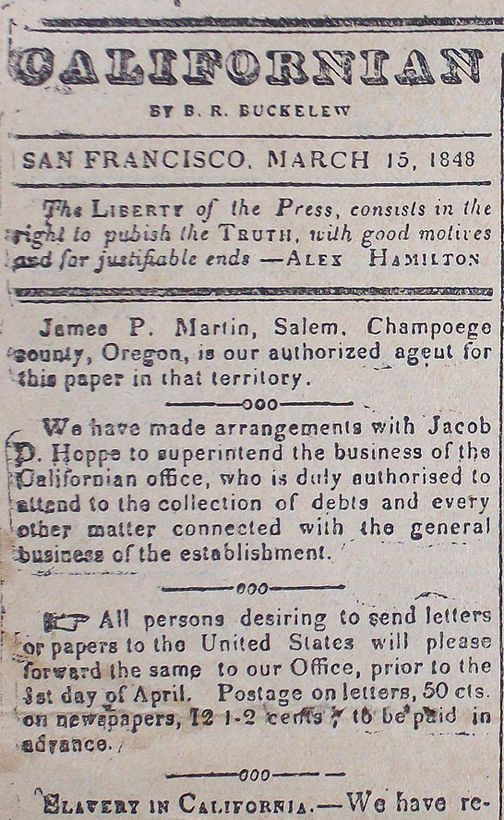 CALIFORNIAN
BY B. R. BUCKELEW
SAN FRANCISCO, MARCH 15, 1848
The LIBERTY of the Press, consists in the
right to pubish the TRUTH, with good motives
and for justifiable ends —ALEX HAMILTON
James P. Martin, Salem, Champoego
county, Oregon, is our authorized agent for
this paper in that territory.
———ooo———
We have made arrangements with Jacob
D. Hoppe to superintend the business of the
Californian office, who is duly authorised to
attend to the collection of debts and every
other matter connected with the general
business of the establishment.
———ooo———
☞ All persons desiring to send letters
or papers to the United States will please
forward the same to our Office, prior to the
1st day of April. Postage on letters, 50 cts.
on newspapers, 12 1-2 cents; to be paid in
advance.
———ooo———
SLAVERY IN CALIFORNIA.—We have re-